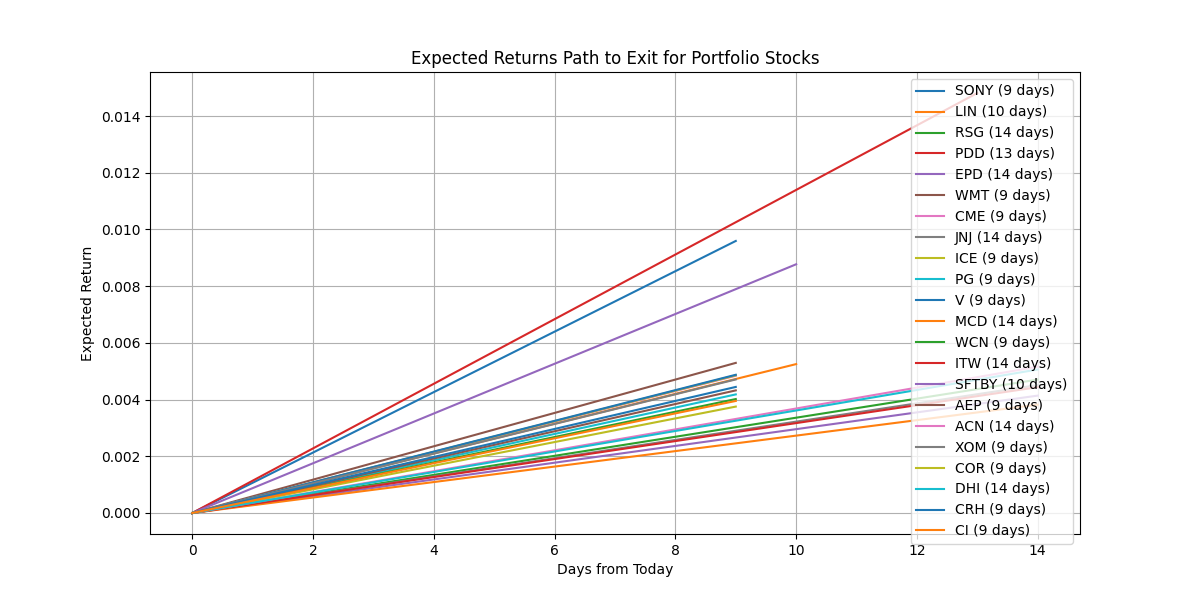 Expected Returns Path to Exit for Portfolio Stocks
Expected Return
0.014
0.012
0.010
0.008
0.006
0.004
0.002
0.000
SONY (9 days)
LIN (10 days)
RSG (14 days)
PDD (13 days)
EPD (14 days)
WMT (9 days)
CME (9 days)
JNJ (14 days)
ICE (9 days)
PG (9 days)
V (9 days)
MCD (14 days)
WCN (9 days)
ITW (14 days)
SFTBY (10 days)
AEP (9 days)
ACN (14 days)
XOM (9 days)
COR (9 days)
DHI (14 days)
CRH (9 days)
CI (9 days)
0 2 4 6 8 10 12 14
Days from Today